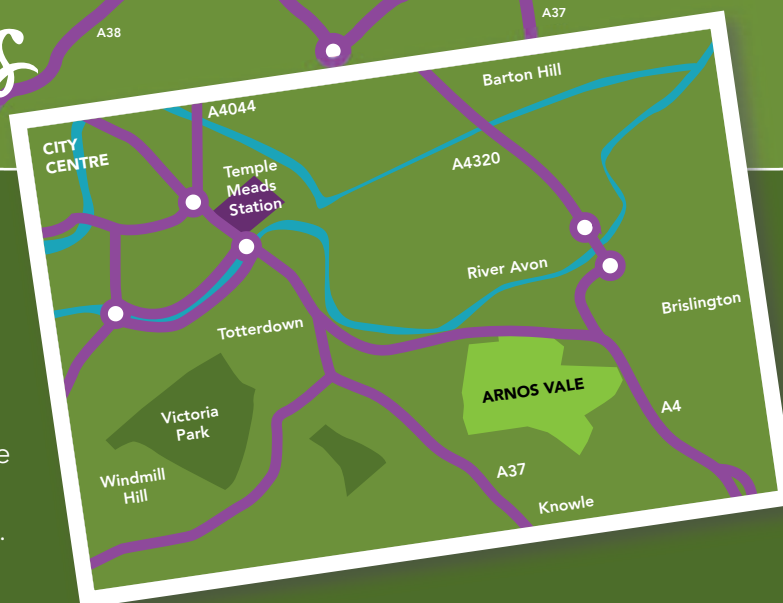 A38
A37
Barton Hill
A4044
CITY
CENTRE
Temple
Meads
Station
A4320
River Avon
Brislington
Totterdown
ARNOS VALE
A4
Victoria
Park
Windmill
Hill
A37
Knowle